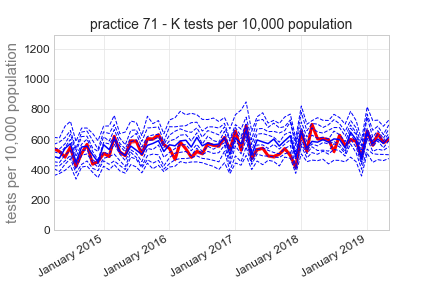 practice 71 - K tests per 10,000 population
tests per 10,000 population
1200
1000
800
600
400
200
0
January 2015
January 2016
January 2017
January 2018
January 2019